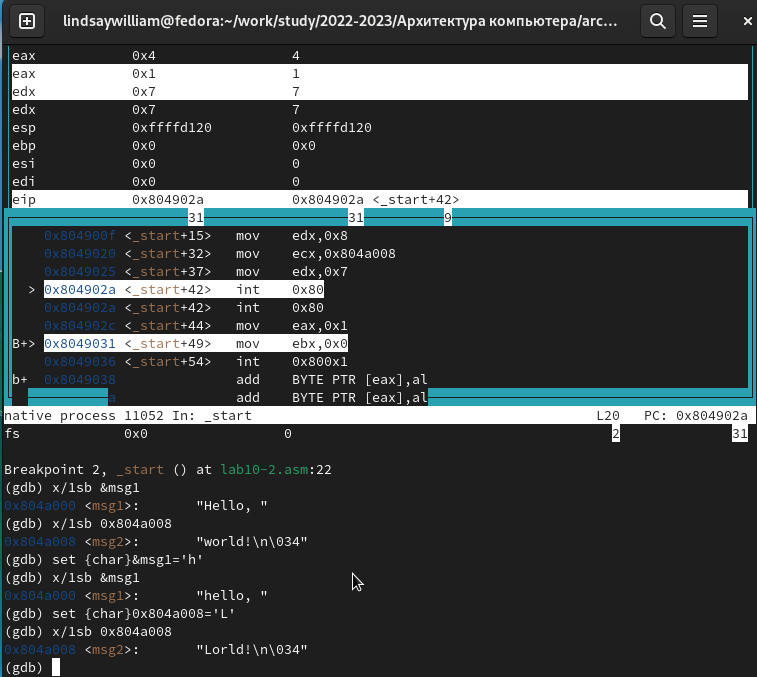 lindsaywilliam@fedora:~/work/study/2022-2023/Архитектура компьютера/arc...
eax 0x4 4
eax 0x1 1
edx 0x7 7
edx 0x7 7
esp 0xffffd120 0xffffd120
ebp 0x0 0x0
esi 0x0 0
edi 0x0 0
eip 0x804902a 0x804902a <_start+42>
31 31 9
0x804900f <_start+15> mov edx,0x8
0x8049020 <_start+32> mov ecx,0x804a008
0x8049025 <_start+37> mov edx,0x7
> 0x804902a <_start+42> int 0x80
0x804902a <_start+42> int 0x80
0x804902c <_start+44> mov eax,0x1
B+> 0x8049031 <_start+49> mov ebx,0x0
0x8049036 <_start+54> int 0x800x1
b+ 0x8049038 add BYTE PTR [eax],al
a add BYTE PTR [eax],al
native process 11052 In: _start L20 PC: 0x804902a
fs 0x0 0 2 31
Breakpoint 2, _start () at lab10-2.asm:22
(gdb) x/1sb &msg1
0x804a000 <msg1>: "Hello, "
(gdb) x/1sb 0x804a008
0x804a008 <msg2>: "world!\n\034"
(gdb) set {char}&msg1='h'
(gdb) x/1sb &msg1
0x804a000 <msg1>: "hello, "
(gdb) set {char}0x804a008='L'
(gdb) x/1sb 0x804a008
0x804a008 <msg2>: "Lorld!\n\034"
(gdb)